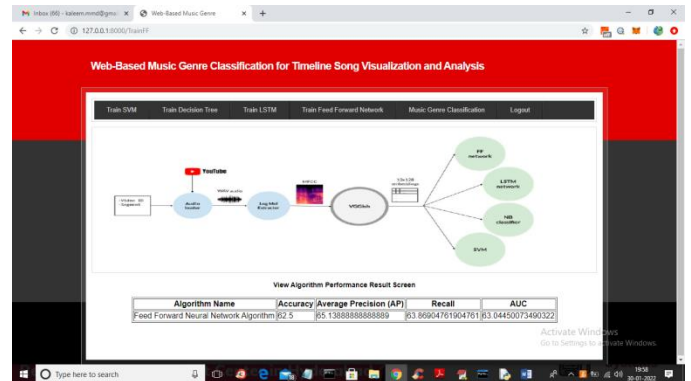 Inbox (66) - kaleem.mmd@gmai
Web-Based Music Genre
127.0.0.1:8000/TrainFF
Web-Based Music Genre Classification for Timeline Song Visualization and Analysis
Train SVM Train Decision Tree Train LSTM Train Feed Forward Network Music Genre Classification Logout
YouTube
FF network
LSTM network
NB classifier
SVM
WAV audio
Audio
Log Mel Extractor
VGGish
embeddings
View Algorithm Performance Result Screen
Algorithm Name Accuracy Average Precision (AP) Recall AUC
Feed Forward Neural Network Algorithm 62.5 65.13888888888889 63.86904761904761 63.04450073490322
Activate Windows
Go to Settings to activate Windows.
Type here to search
19:58
30-01-2022